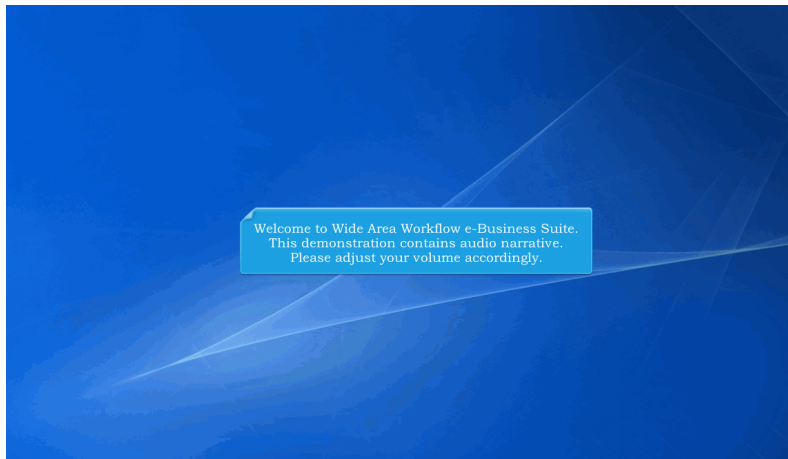 Welcome to Wide Area Workflow e-Business Suite.
This demonstration contains audio narrative.
Please adjust your volume accordingly.